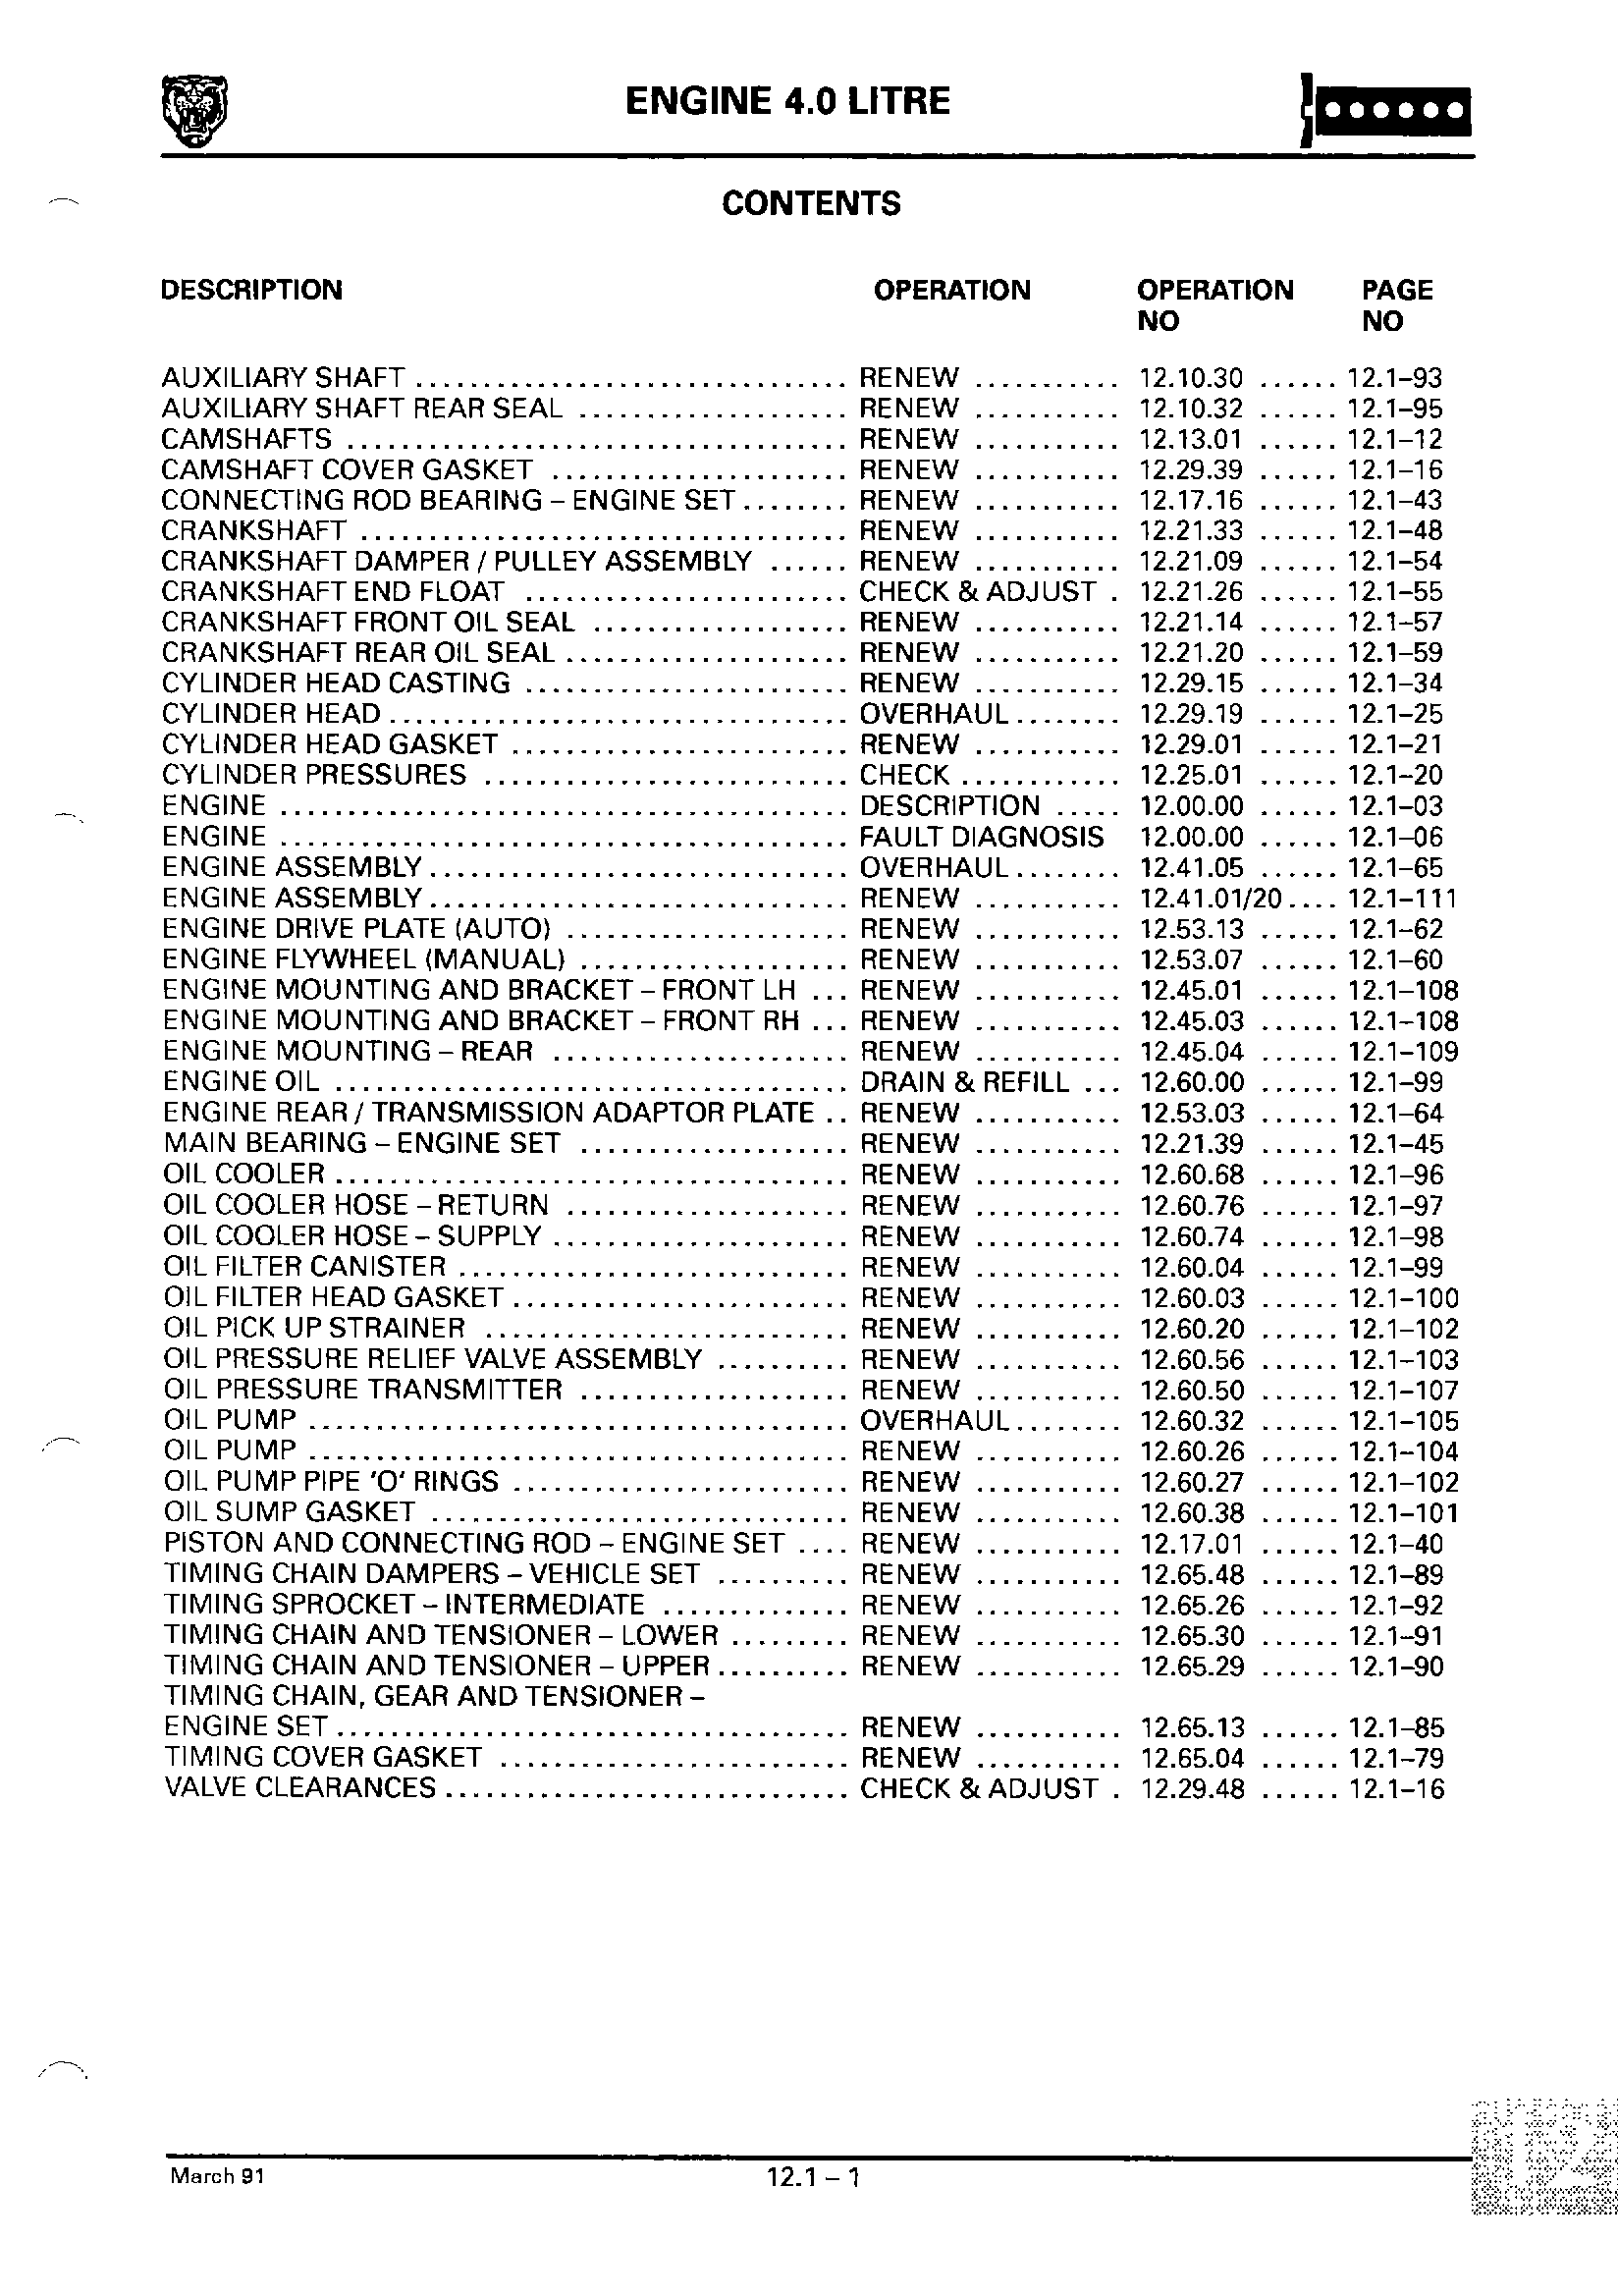 ENGINE 4.0 LITRE
CONTENTS
DESCRIPTION OPERATION OPERATION NO PAGE NO
AUXILIARY SHAFT ................................ RENEW ........... 12.10.30 ...... 12.1–93
AUXILIARY SHAFT REAR SEAL .................... RENEW ........... 12.10.32 ...... 12.1–95
CAMSHAFTS ..................................... RENEW ........... 12.13.01 ...... 12.1–12
CAMSHAFT COVER GASKET ...................... RENEW ........... 12.29.39 ...... 12.1–16
CONNECTING ROD BEARING – ENGINE SET ........ RENEW ........... 12.17.16 ...... 12.1–43
CRANKSHAFT .................................... RENEW ........... 12.21.33 ...... 12.1–48
CRANKSHAFT DAMPER / PULLEY ASSEMBLY ...... RENEW ........... 12.21.09 ...... 12.1–54
CRANKSHAFT END FLOAT ........................ CHECK & ADJUST . 12.21.26 ...... 12.1–55
CRANKSHAFT FRONT OIL SEAL ................... RENEW ........... 12.21.14 ...... 12.1–57
CRANKSHAFT REAR OIL SEAL ..................... RENEW ........... 12.21.20 ...... 12.1–59
CYLINDER HEAD CASTING ........................ RENEW ........... 12.29.15 ...... 12.1–34
CYLINDER HEAD .................................. OVERHAUL ........ 12.29.19 ...... 12.1–25
CYLINDER HEAD GASKET ......................... RENEW ........... 12.29.01 ...... 12.1–21
CYLINDER PRESSURES ........................... CHECK ............ 12.25.01 ...... 12.1–20
ENGINE .......................................... DESCRIPTION ..... 12.00.00 ...... 12.1–03
ENGINE .......................................... FAULT DIAGNOSIS 12.00.00 ...... 12.1–06
ENGINE ASSEMBLY ............................... OVERHAUL ........ 12.41.05 ...... 12.1–65
ENGINE ASSEMBLY ............................... RENEW ........... 12.41.01/20 .... 12.1–111
ENGINE DRIVE PLATE (AUTO) ..................... RENEW ........... 12.53.13 ...... 12.1–62
ENGINE FLYWHEEL (MANUAL) .................... RENEW ........... 12.53.07 ...... 12.1–60
ENGINE MOUNTING AND BRACKET – FRONT LH ... RENEW ........... 12.45.01 ...... 12.1–108
ENGINE MOUNTING AND BRACKET – FRONT RH ... RENEW ........... 12.45.03 ...... 12.1–108
ENGINE MOUNTING – REAR ...................... RENEW ........... 12.45.04 ...... 12.1–109
ENGINE OIL ...................................... DRAIN & REFILL ... 12.60.00 ...... 12.1–99
ENGINE REAR / TRANSMISSION ADAPTOR PLATE .. RENEW ........... 12.53.03 ...... 12.1–64
MAIN BEARING – ENGINE SET .................... RENEW ........... 12.21.39 ...... 12.1–45
OIL COOLER ...................................... RENEW ........... 12.60.68 ...... 12.1–96
OIL COOLER HOSE – RETURN ..................... RENEW ........... 12.60.76 ...... 12.1–97
OIL COOLER HOSE – SUPPLY ...................... RENEW ........... 12.60.74 ...... 12.1–98
OIL FILTER CANISTER ............................. RENEW ........... 12.60.04 ...... 12.1–99
OIL FILTER HEAD GASKET ......................... RENEW ........... 12.60.03 ...... 12.1–100
OIL PICK UP STRAINER ........................... RENEW ........... 12.60.20 ...... 12.1–102
OIL PRESSURE RELIEF VALVE ASSEMBLY .......... RENEW ........... 12.60.56 ...... 12.1–103
OIL PRESSURE TRANSMITTER .................... RENEW ........... 12.60.50 ...... 12.1–107
OIL PUMP ........................................ OVERHAUL ........ 12.60.32 ...... 12.1–105
OIL PUMP ........................................ RENEW ........... 12.60.26 ...... 12.1–104
OIL PUMP PIPE 'O' RINGS ......................... RENEW ........... 12.60.27 ...... 12.1–102
OIL SUMP GASKET ............................... RENEW ........... 12.60.38 ...... 12.1–101
PISTON AND CONNECTING ROD – ENGINE SET .... RENEW ........... 12.17.01 ...... 12.1–40
TIMING CHAIN DAMPERS – VEHICLE SET .......... RENEW ........... 12.65.48 ...... 12.1–89
TIMING SPROCKET – INTERMEDIATE .............. RENEW ........... 12.65.26 ...... 12.1–92
TIMING CHAIN AND TENSIONER – LOWER ......... RENEW ........... 12.65.30 ...... 12.1–91
TIMING CHAIN AND TENSIONER – UPPER .......... RENEW ........... 12.65.29 ...... 12.1–90
TIMING CHAIN, GEAR AND TENSIONER –
ENGINE SET ...................................... RENEW ........... 12.65.13 ...... 12.1–85
TIMING COVER GASKET .......................... RENEW ........... 12.65.04 ...... 12.1–79
VALVE CLEARANCES .............................. CHECK & ADJUST . 12.29.48 ...... 12.1–16
March 91 12.1 – 1
12